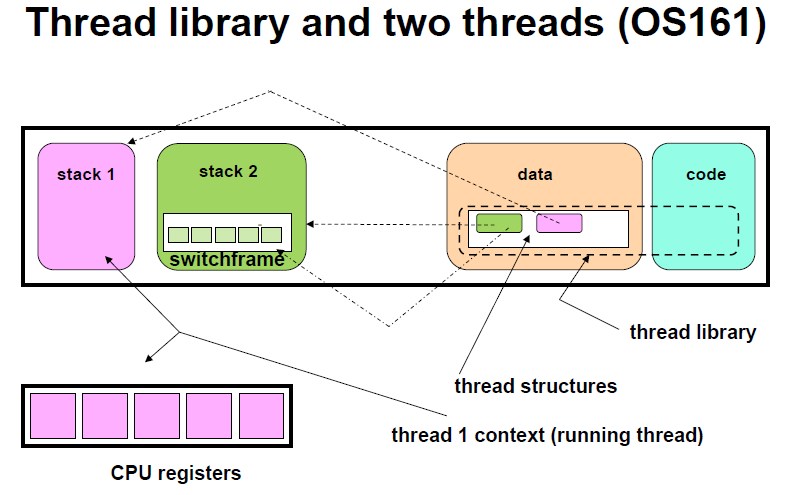 Thread library and two threads (OS161)
stack 1
stack 2
data
code
switchframe
thread library
thread structures
thread 1 context (running thread)
CPU registers